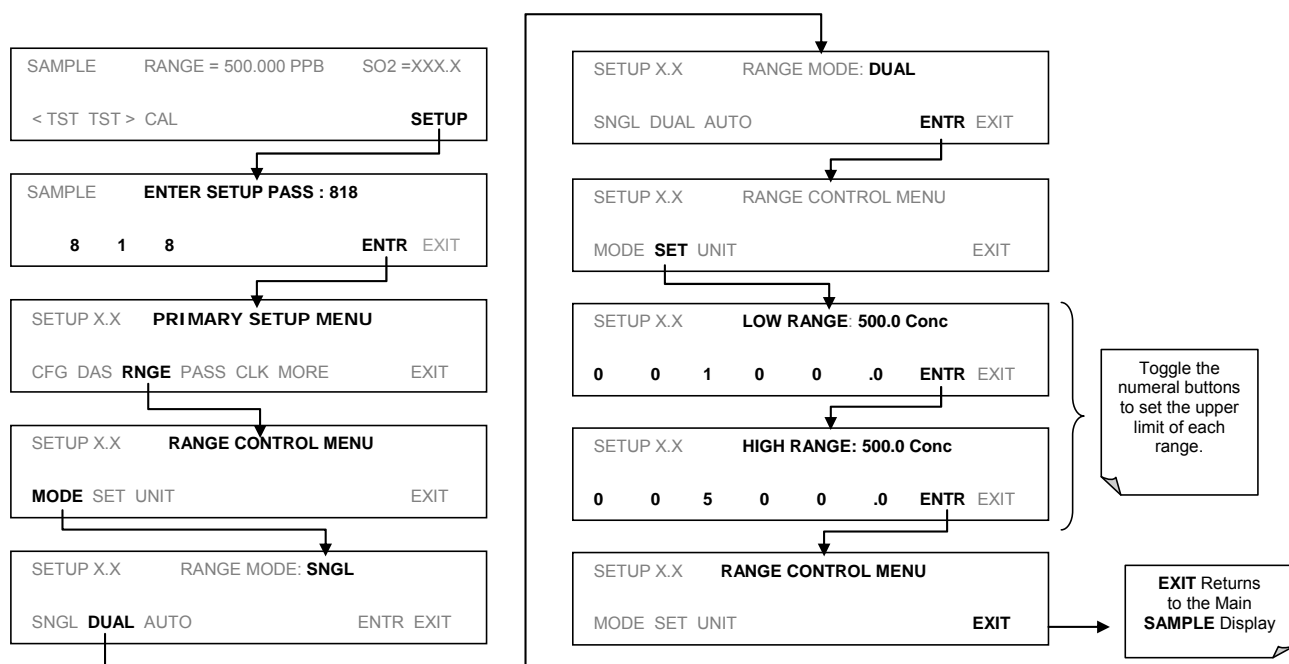 SAMPLE RANGE = 500.000 PPB SO2 =XXX.X
< TST TST > CAL SETUP
SAMPLE ENTER SETUP PASS : 818
8 1 8 ENTR EXIT
SETUP X.X PRIMARY SETUP MENU
CFG DAS RNGE PASS CLK MORE EXIT
SETUP X.X RANGE CONTROL MENU
MODE SET UNIT EXIT
SETUP X.X RANGE MODE: SNGL
SNGL DUAL AUTO ENTR EXIT
SETUP X.X RANGE MODE: DUAL
SNGL DUAL AUTO ENTR EXIT
SETUP X.X RANGE CONTROL MENU
MODE SET UNIT EXIT
SETUP X.X LOW RANGE: 500.0 Conc
0 0 1 0 0 .0 ENTR EXIT
SETUP X.X HIGH RANGE: 500.0 Conc
0 0 5 0 0 .0 ENTR EXIT
Toggle the
numeral buttons
to set the upper
limit of each
range.
SETUP X.X RANGE CONTROL MENU
MODE SET UNIT EXIT
EXIT Returns
to the Main
SAMPLE Display